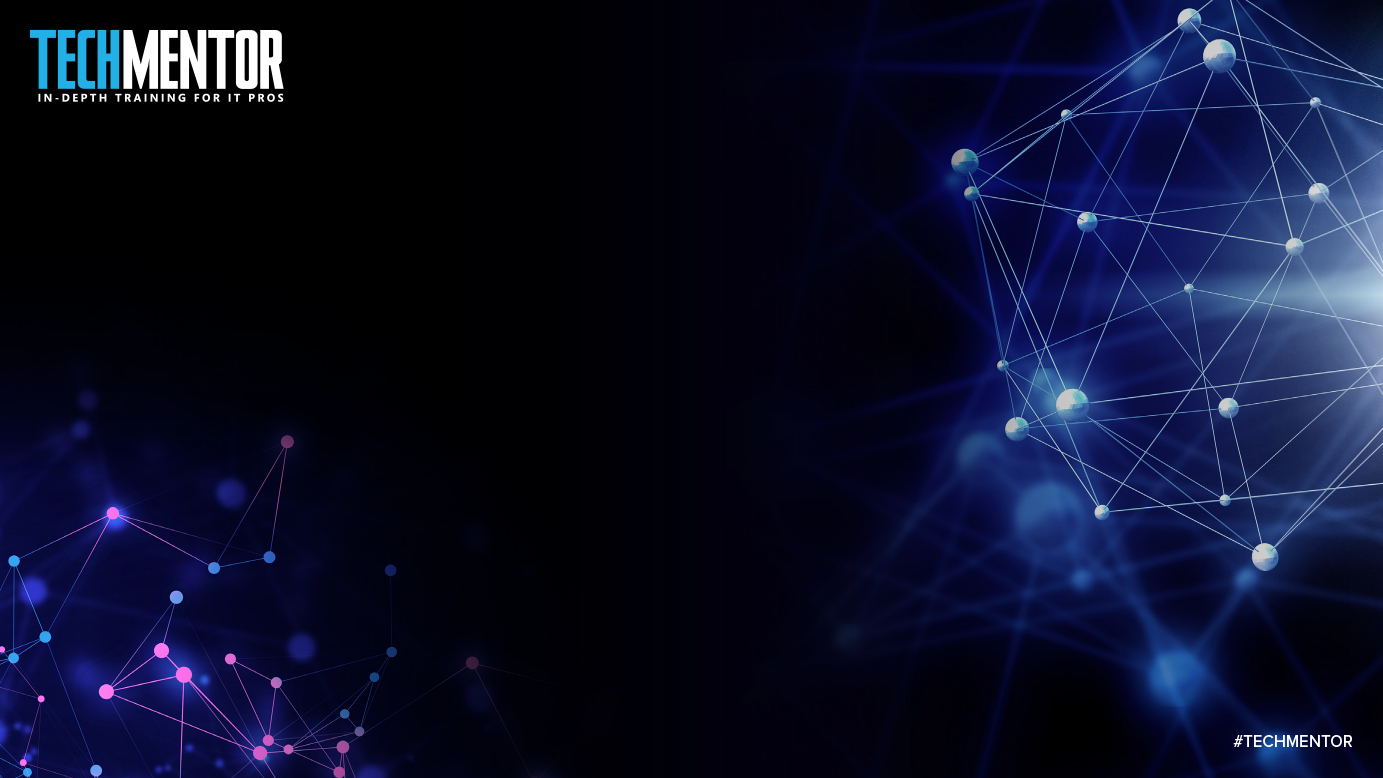 TECHMENTOR
IN-DEPTH TRAINING FOR IT PROS
#TECHMENTOR